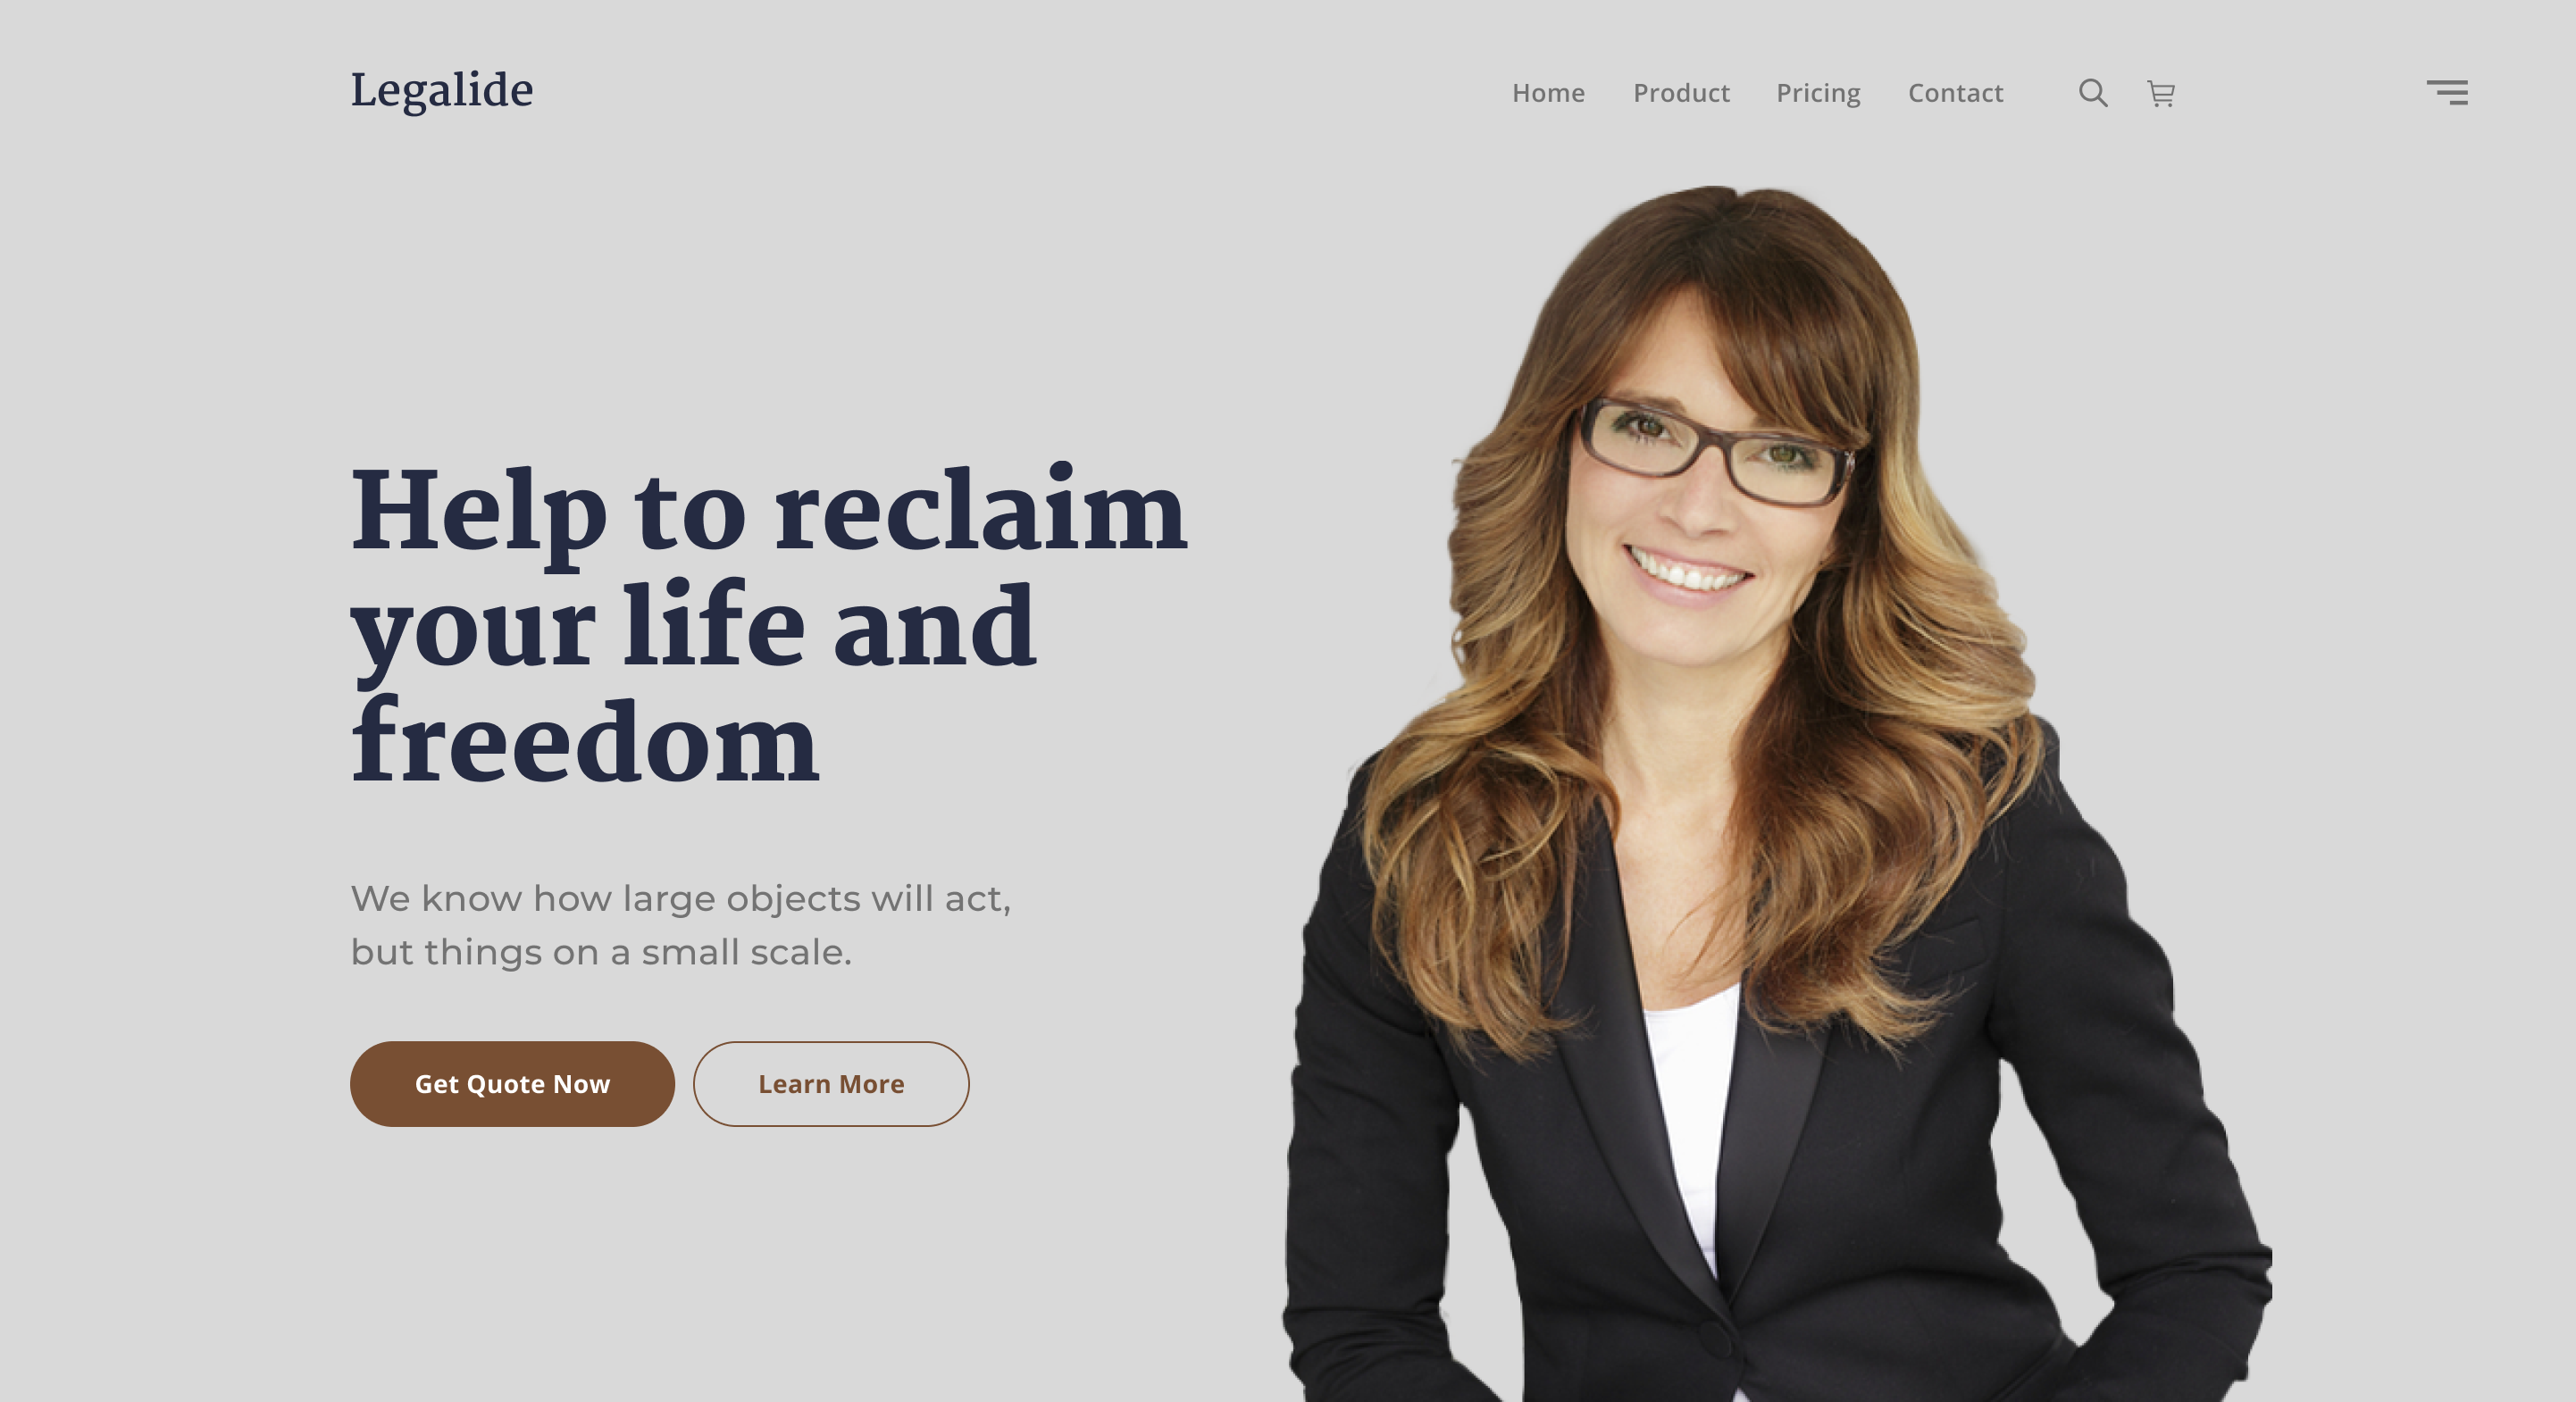 Legalide
Home Product Pricing Contact
Help to reclaim
your life and
freedom
We know how large objects will act,
but things on a small scale.
Get Quote Now
Learn More